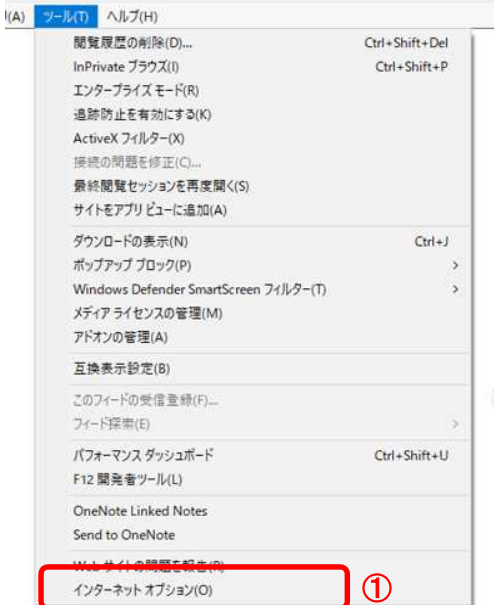 (A) ツール(T) ヘルプ(H)
閲覧履歴の削除(D)... Ctrl+Shift+Del
InPrivate ブラウズ(I) Ctrl+Shift+P
エンタープライズ モード(R)
追跡防止を有効にする(K)
ActiveX フィルター(X)
接続の問題を修正(C)...
最終閲覧セッションを再度開く(S)
サイトをアプリ ビューに追加(A)
ダウンロードの表示(N) Ctrl+J
ポップアップ ブロック(P)
Windows Defender SmartScreen フィルター(T)
メディア ライセンスの管理(M)
アドオンの管理(A)
互換表示設定(B)
このフィードの受信登録(F)...
フィード探索(E)
パフォーマンス ダッシュボード Ctrl+Shift+U
F12 開発者ツール(L)
OneNote Linked Notes
Send to OneNote
Web サイトの問題を報告(R)
インターネット オプション(O) ①